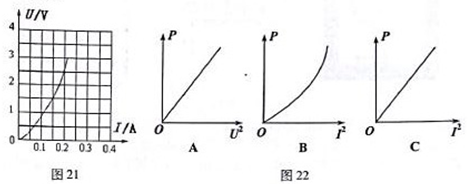 U/V
4
3
2
1
0
0.1 0.2 0.3 0.4
I/A
图21
P
O
U²
A
P
O
I²
B
P
O
I²
C
图22